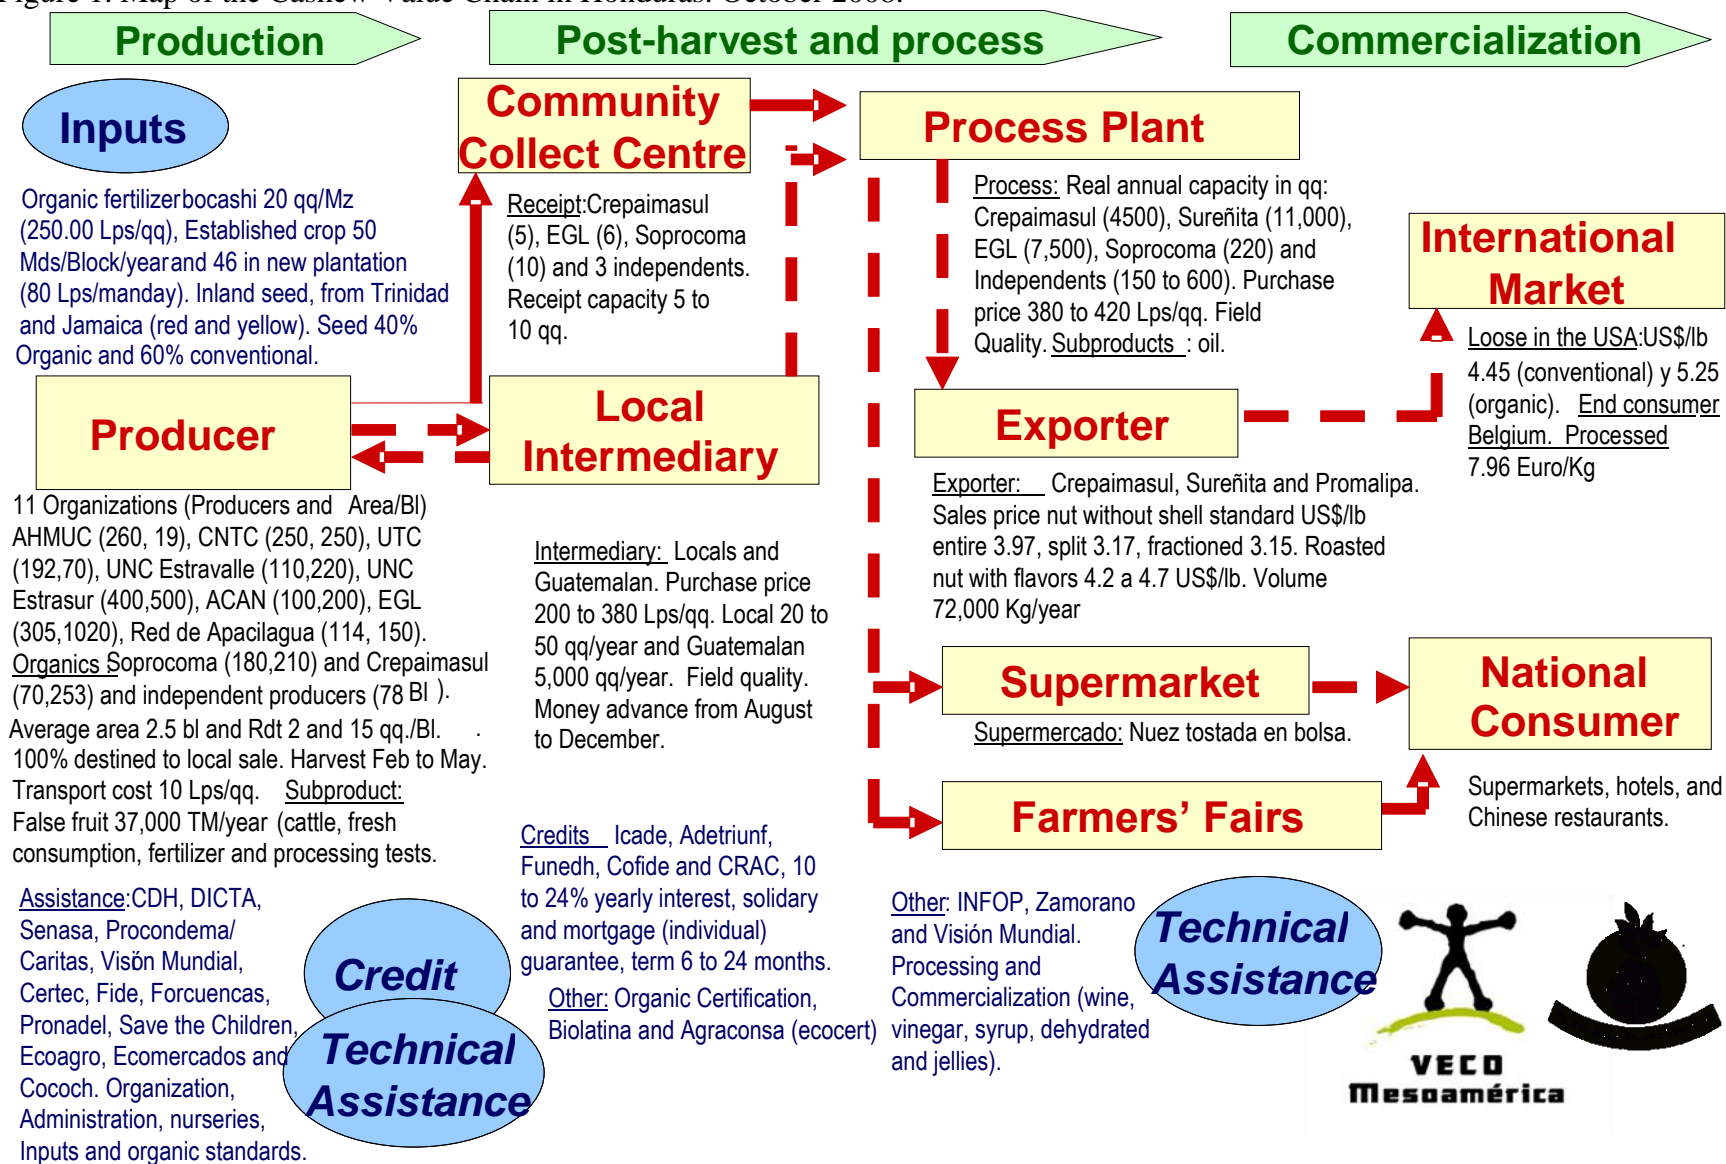 Figure 1. Map of the Cashew Value Chain in Honduras. October 2008.
Production
Post-harvest and process
Commercialization
Inputs
Organic fertilizerbocashi 20 qq/Mz
(250.00 Lps/qq), Established crop 50
Mds/Block/yearand 46 in new plantation
(80 Lps/manday). Inland seed, from Trinidad
and Jamaica (red and yellow). Seed 40%
Organic and 60% conventional.
Community
Collect Centre
Receipt:Crepaimasul
(5), EGL (6), Soprocoma
(10) and 3 independents.
Receipt capacity 5 to
10 qq.
Process Plant
Process: Real annual capacity in qq:
Crepaimasul (4500), Sureñita (11,000),
EGL (7,500), Soprocoma (220) and
Independents (150 to 600). Purchase
price 380 to 420 Lps/qq. Field
Quality. Subproducts : oil.
International
Market
Loose in the USA:US$/lb
4.45 (conventional) y 5.25
(organic). End consumer
Belgium. Processed
7.96 Euro/Kg
Producer
11 Organizations (Producers and Area/Bl)
AHMUC (260, 19), CNTC (250, 250), UTC
(192,70), UNC Estravalle (110,220), UNC
Estrasur (400,500), ACAN (100,200), EGL
(305,1020), Red de Apacilagua (114, 150).
Organics :Soprocoma (180,210) and Crepaimasul
(70,253) and independent producers (78 Bl ).
Average area 2.5 bl and Rdt 2 and 15 qq./Bl. .
100% destined to local sale. Harvest Feb to May.
Transport cost 10 Lps/qq. Subproduct:
False fruit 37,000 TM/year (cattle, fresh
consumption, fertilizer and processing tests.
Local
Intermediary
Intermediary: Locals and
Guatemalan. Purchase price
200 to 380 Lps/qq. Local 20 to
50 qq/year and Guatemalan
5,000 qq/year. Field quality.
Money advance from August
to December.
Exporter
Exporter: Crepaimasul, Sureñita and Promalipa.
Sales price nut without shell standard US$/lb
entire 3.97, split 3.17, fractioned 3.15. Roasted
nut with flavors 4.2 a 4.7 US$/lb. Volume
72,000 Kg/year
Supermarket
Supermercado: Nuez tostada en bolsa.
National
Consumer
Supermarkets, hotels, and
Chinese restaurants.
Farmers’ Fairs
Assistance:CDH, DICTA,
Senasa, Procondema/
Caritas, Visión Mundial,
Certec, Fide, Forcuencas,
Pronadel, Save the Children,
Ecoagro, Ecomercados and
Cococh. Organization,
Administration, nurseries,
Inputs and organic standards.
Credit
Technical
Assistance
Credits Icade, Adetriunf,
Funedh, Cofide and CRAC, 10
to 24% yearly interest, solidary
and mortgage (individual)
guarantee, term 6 to 24 months.
Other: Organic Certification,
Biolatina and Agraconsa (ecocert)
Other: INFOP, Zamorano
and Visión Mundial.
Processing and
Commercialization (wine,
vinegar, syrup, dehydrated
and jellies).
Technical
Assistance
VECO
Mesoamérica